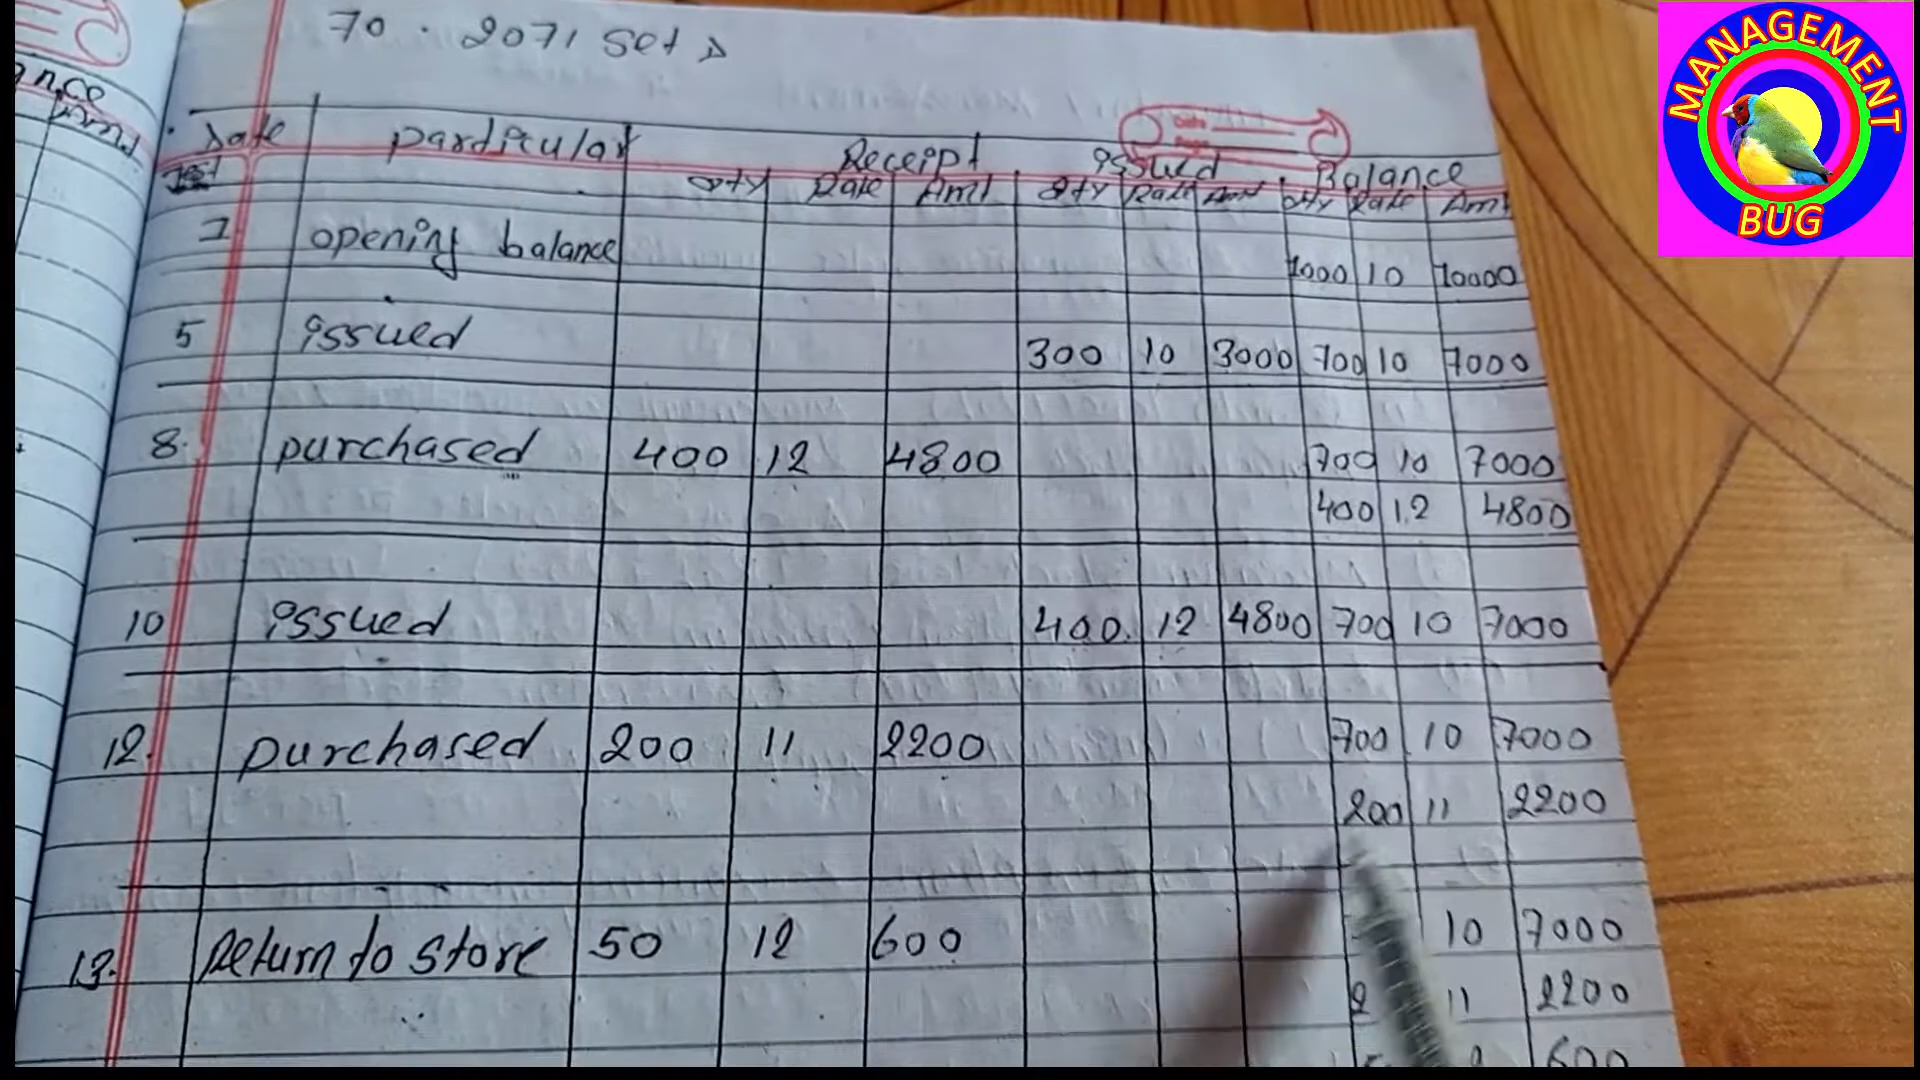 70 . 2071 Set D
Date Particular Receipt issued Balance
Qty Rate Amt Qty Rate Amt Qty Rate Amt
1 opening balance 1000 10 10000
5 issued 300 10 3000 700 10 7000
8. purchased 400 12 4800 700 10 7000
400 12 4800
10 issued 400. 12 4800 700 10 7000
12. purchased 200 11 2200 700 10 7000
200 11 2200
13. Return to store 50 12 600 10 7000
2 11 2200
600
MANAGEMENT
BUG